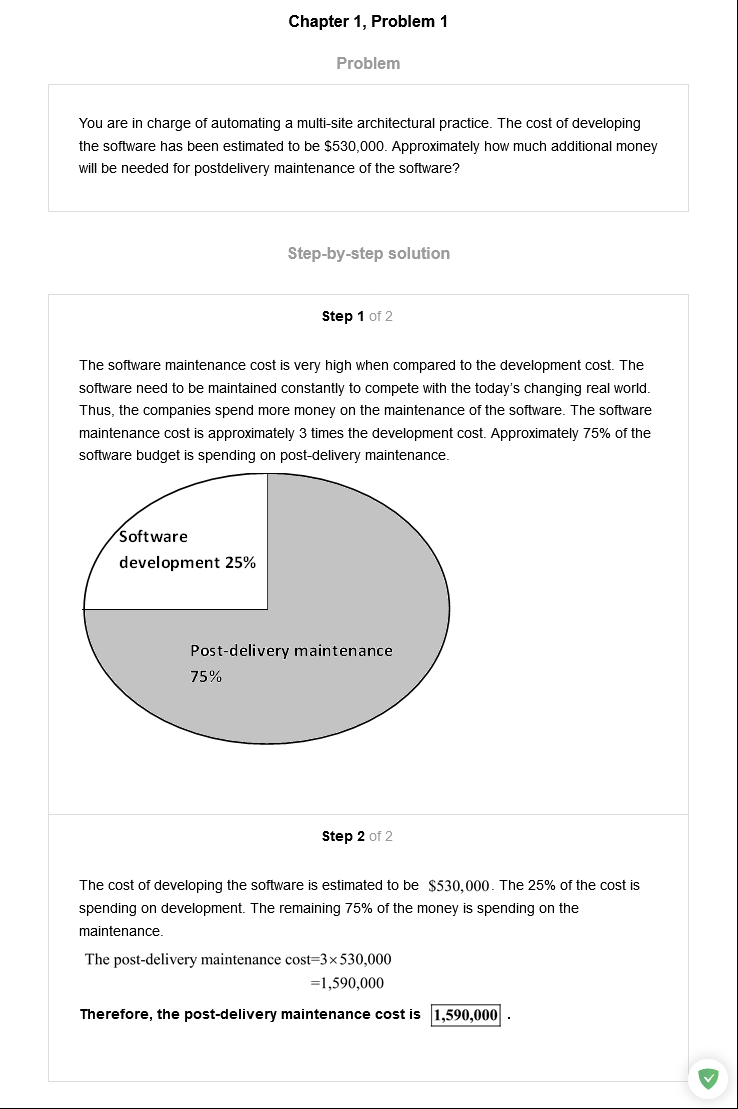 Chapter 1, Problem 1
Problem
You are in charge of automating a multi-site architectural practice. The cost of developing
the software has been estimated to be $530,000. Approximately how much additional money
will be needed for postdelivery maintenance of the software?
Step-by-step solution
Step 1 of 2
The software maintenance cost is very high when compared to the development cost. The
software need to be maintained constantly to compete with the today's changing real world.
Thus, the companies spend more money on the maintenance of the software. The software
maintenance cost is approximately 3 times the development cost. Approximately 75% of the
software budget is spending on post-delivery maintenance.
Software
development 25%
Post-delivery maintenance
75%
Step 2 of 2
The cost of developing the software is estimated to be $530,000. The 25% of the cost is
spending on development. The remaining 75% of the money is spending on the
maintenance.
The post-delivery maintenance cost=3×530,000
=1,590,000
Therefore, the post-delivery maintenance cost is 1,590,000 .